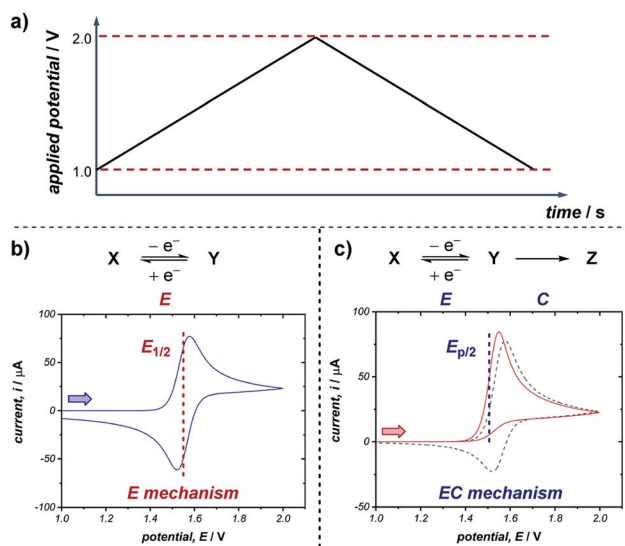 a)
applied potential / V
2.0
1.0
time / s
b)
X − e⁻ + e⁻ Y
E
current, i / μA
100
50
0
-50
-100
E1/2
E mechanism
1.0 1.2 1.4 1.6 1.8 2.0
potential, E / V
c)
X − e⁻ + e⁻ Y Z
E C
current, i / μA
100
50
0
-50
Ep/2
EC mechanism
1.0 1.2 1.4 1.6 1.8 2.0
potential, E / V